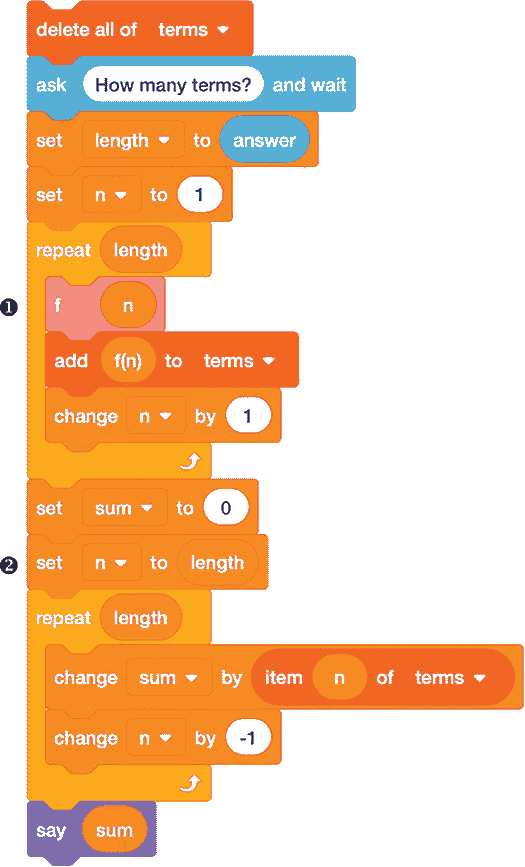 delete all of terms
ask How many terms? and wait
set length to answer
set n to 1
repeat length
❶ f n
add f(n) to terms
change n by 1
set sum to 0
❷ set n to length
repeat length
change sum by item n of terms
change n by -1
say sum